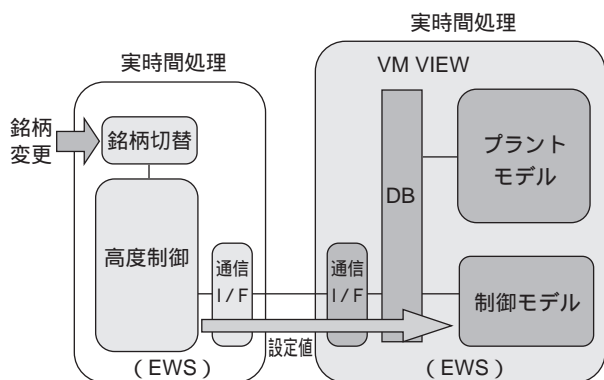 実時間処理
銘柄
変更
銘柄切替
高度制御
通信
I / F
( EWS )
設定値
実時間処理
VM VIEW
DB
プラント
モデル
通信
I / F
制御モデル
( EWS )